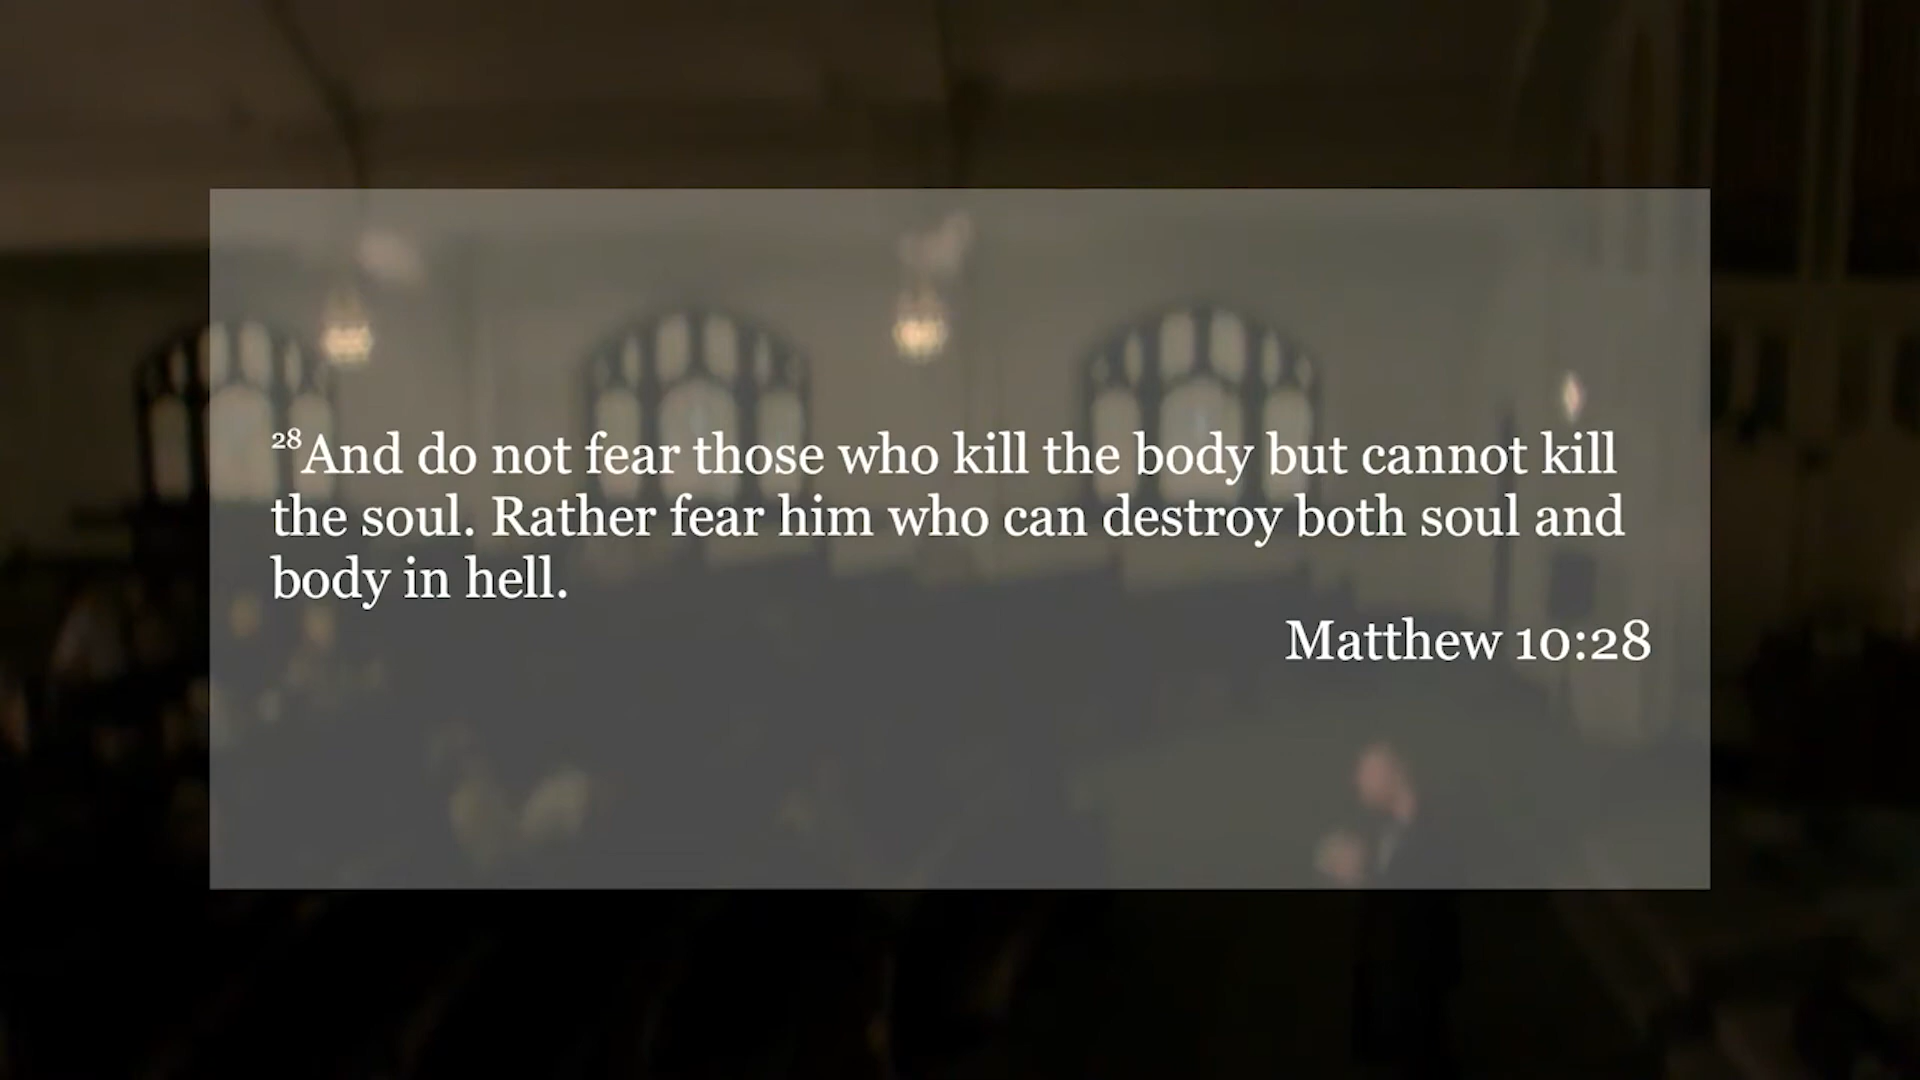 28And do not fear those who kill the body but cannot kill
the soul. Rather fear him who can destroy both soul and
body in hell.
Matthew 10:28